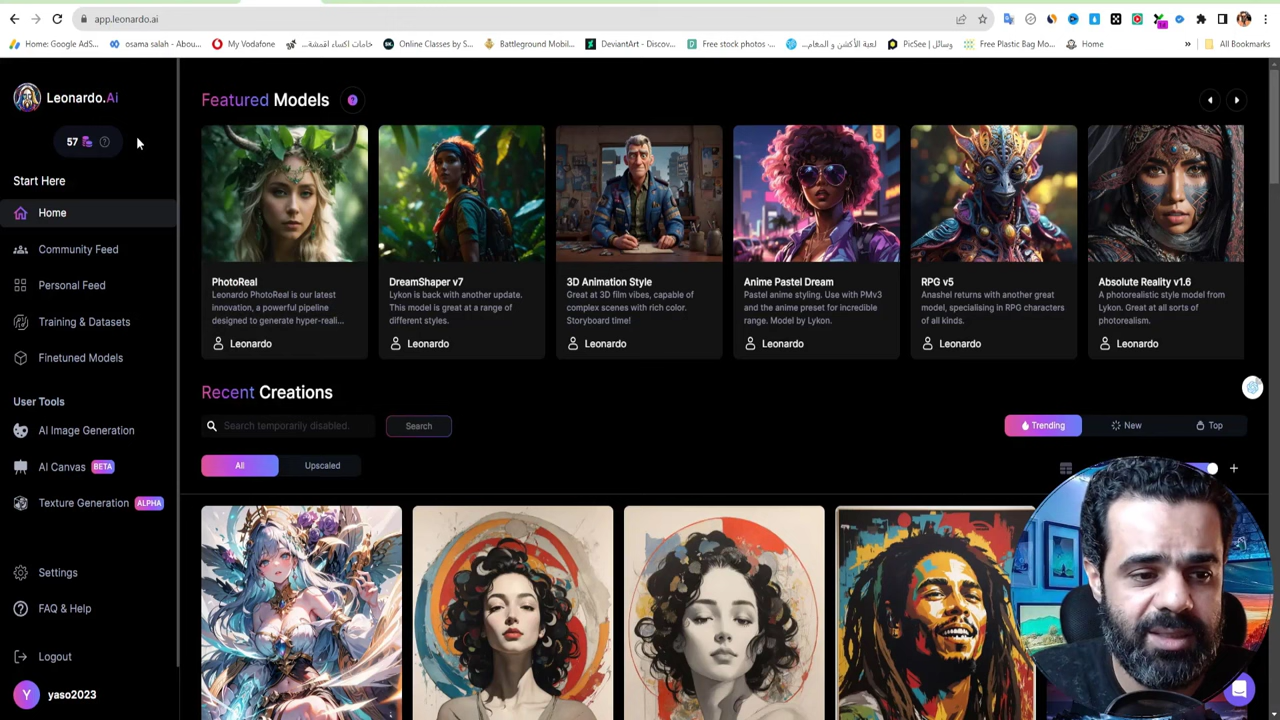 app.leonardo.ai
Home: Google AdS...
osama salah - Abou...
My Vodafone
خامات اكساء اقمشة...
Online Classes by S...
Battleground Mobil...
DeviantArt - Discov...
Free stock photos ·...
لعبة الأكشن و المغام...
PicSee | وسائل...
Free Plastic Bag Mo...
Home
»
All Bookmarks
Leonardo.Ai
57
Start Here
Home
Community Feed
Personal Feed
Training & Datasets
Finetuned Models
User Tools
AI Image Generation
AI Canvas BETA
Texture Generation ALPHA
Settings
FAQ & Help
Logout
Y yaso2023
Featured Models ?
PhotoReal
Leonardo PhotoReal is our latest
innovation, a powerful pipeline
designed to generate hyper-reali...
Leonardo
DreamShaper v7
Lykon is back with another update.
This model is great at a range of
different styles.
Leonardo
3D Animation Style
Great at 3D film vibes, capable of
complex scenes with rich color.
Storyboard time!
Leonardo
Anime Pastel Dream
Pastel anime styling. Use with PMv3
and the anime preset for incredible
range. Model by Lykon.
Leonardo
RPG v5
Anashel returns with another great
model, specialising in RPG characters
of all kinds.
Leonardo
Absolute Reality v1.6
A photorealistic style model from
Lykon. Great at all sorts of
photorealism.
Leonardo
Recent Creations
Search temporarily disabled.
Search
Trending
New
Top
All
Upscaled